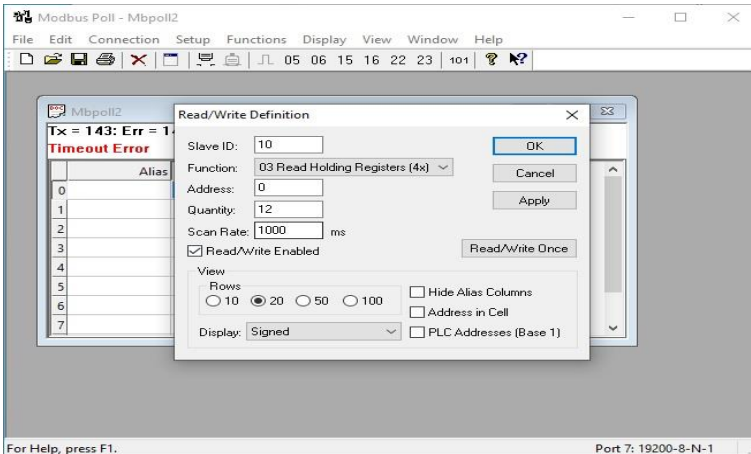 Modbus Poll - Mbpoll2
File Edit Connection Setup Functions Display View Window Help
05 06 15 16 22 23 101
Mbpoll2
Tx = 143: Err = 14
Timeout Error
Alias
0
1
2
3
4
5
6
7
Read/Write Definition
Slave ID: 10
OK
Function: 03 Read Holding Registers (4x)
Cancel
Address: 0
Quantity: 12
Apply
Scan Rate: 1000 ms
Read/Write Enabled
Read/Write Once
View
Rows
10 20 50 100
Hide Alias Columns
Address in Cell
Display: Signed
PLC Addresses (Base 1)
For Help, press F1.
Port 7: 19200-8-N-1